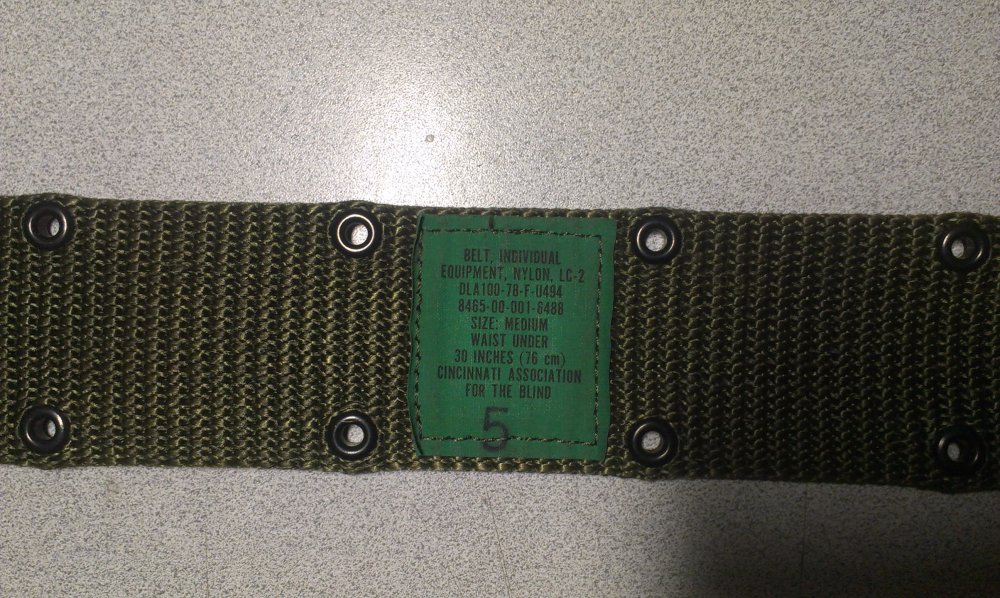 BELT, INDIVIDUAL
EQUIPMENT, NYLON, LC-2
DLA100-78-F-U494
8465-00-001-6488
SIZE: MEDIUM
WAIST UNDER
30 INCHES (76 cm)
CINCINNATI ASSOCIATION
FOR THE BLIND
5